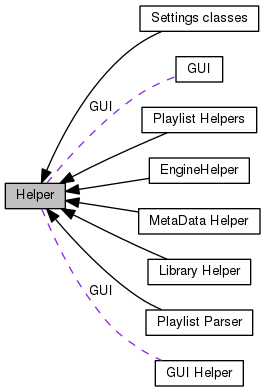 Settings classes
GUI
GUI
Playlist Helpers
EngineHelper
Helper
MetaData Helper
Library Helper
GUI
Playlist Parser
GUI Helper